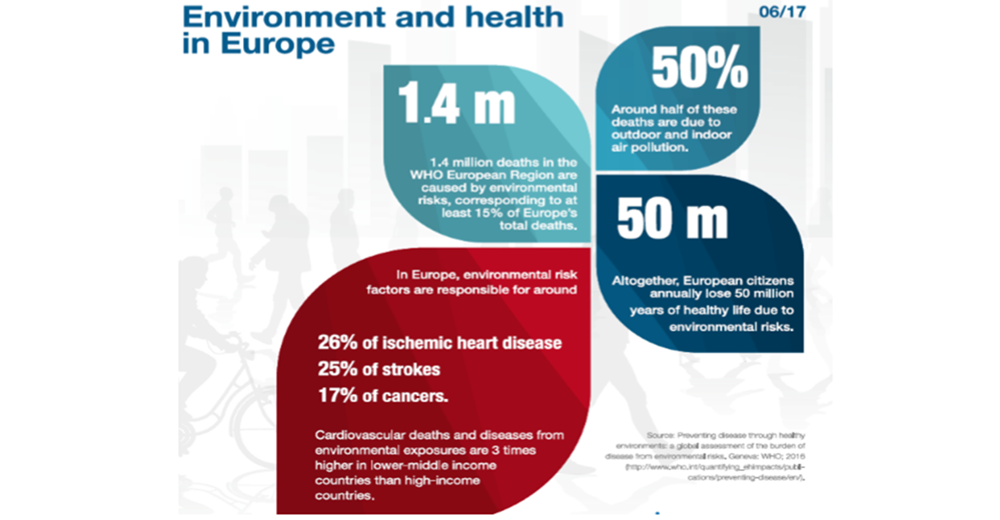 Environment and health
in Europe
06/17
1.4 m
1.4 million deaths in the
WHO European Region are
caused by environmental
risks, corresponding to at
least 15% of Europe's
total deaths.
50%
Around half of these
deaths are due to
outdoor and indoor
air pollution.
50 m
Altogether, European citizens
annually lose 50 million
years of healthy life due to
environmental risks.
In Europe, environmental risk
factors are responsible for around
26% of ischemic heart disease
25% of strokes
17% of cancers.
Cardiovascular deaths and diseases from
environmental exposures are 3 times
higher in lower-middle income
countries than high-income
countries.
Source: Preventing disease through healthy
environments: a global assessment of the burden of
disease from environmental risks. Geneva: WHO; 2016
(http://www.who.int/quantifying_ehimpacts/publi-
cations/preventing-disease/en/).